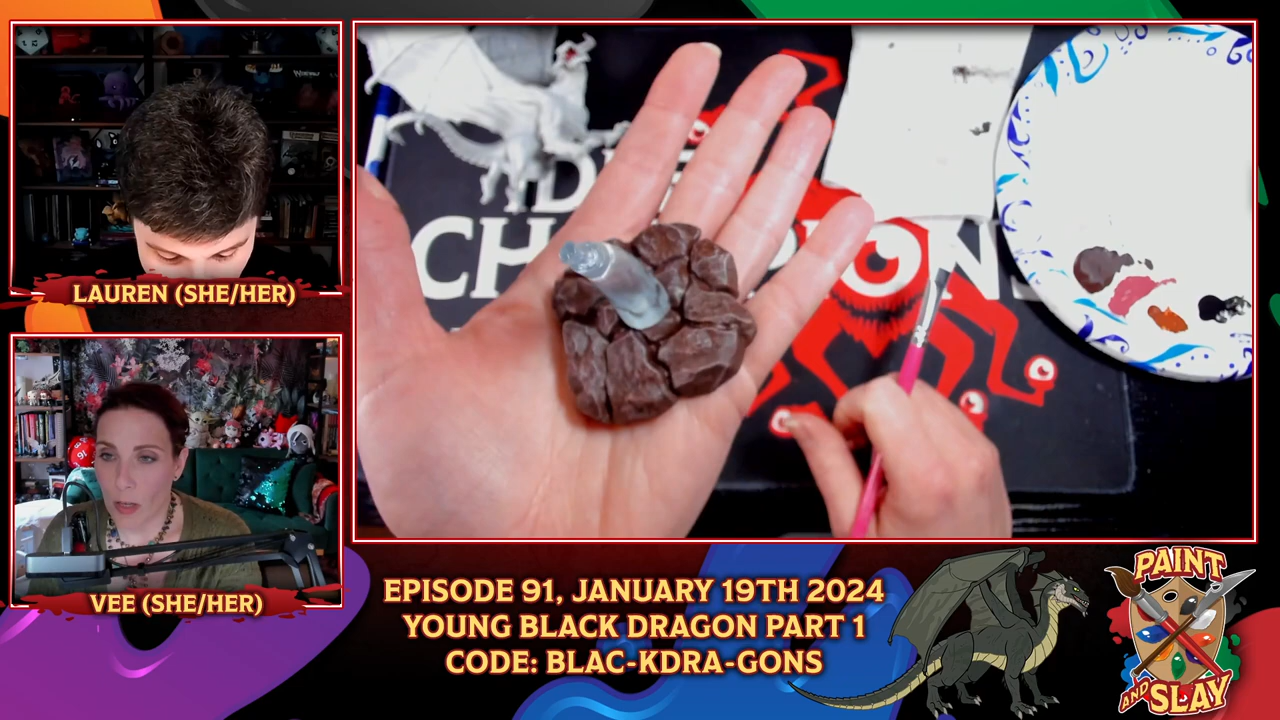 LAUREN (SHE/HER)
VEE (SHE/HER)
EPISODE 91, JANUARY 19TH 2024
YOUNG BLACK DRAGON PART 1
CODE: BLAC-KDRA-GONS
PAINT
AND SLAY